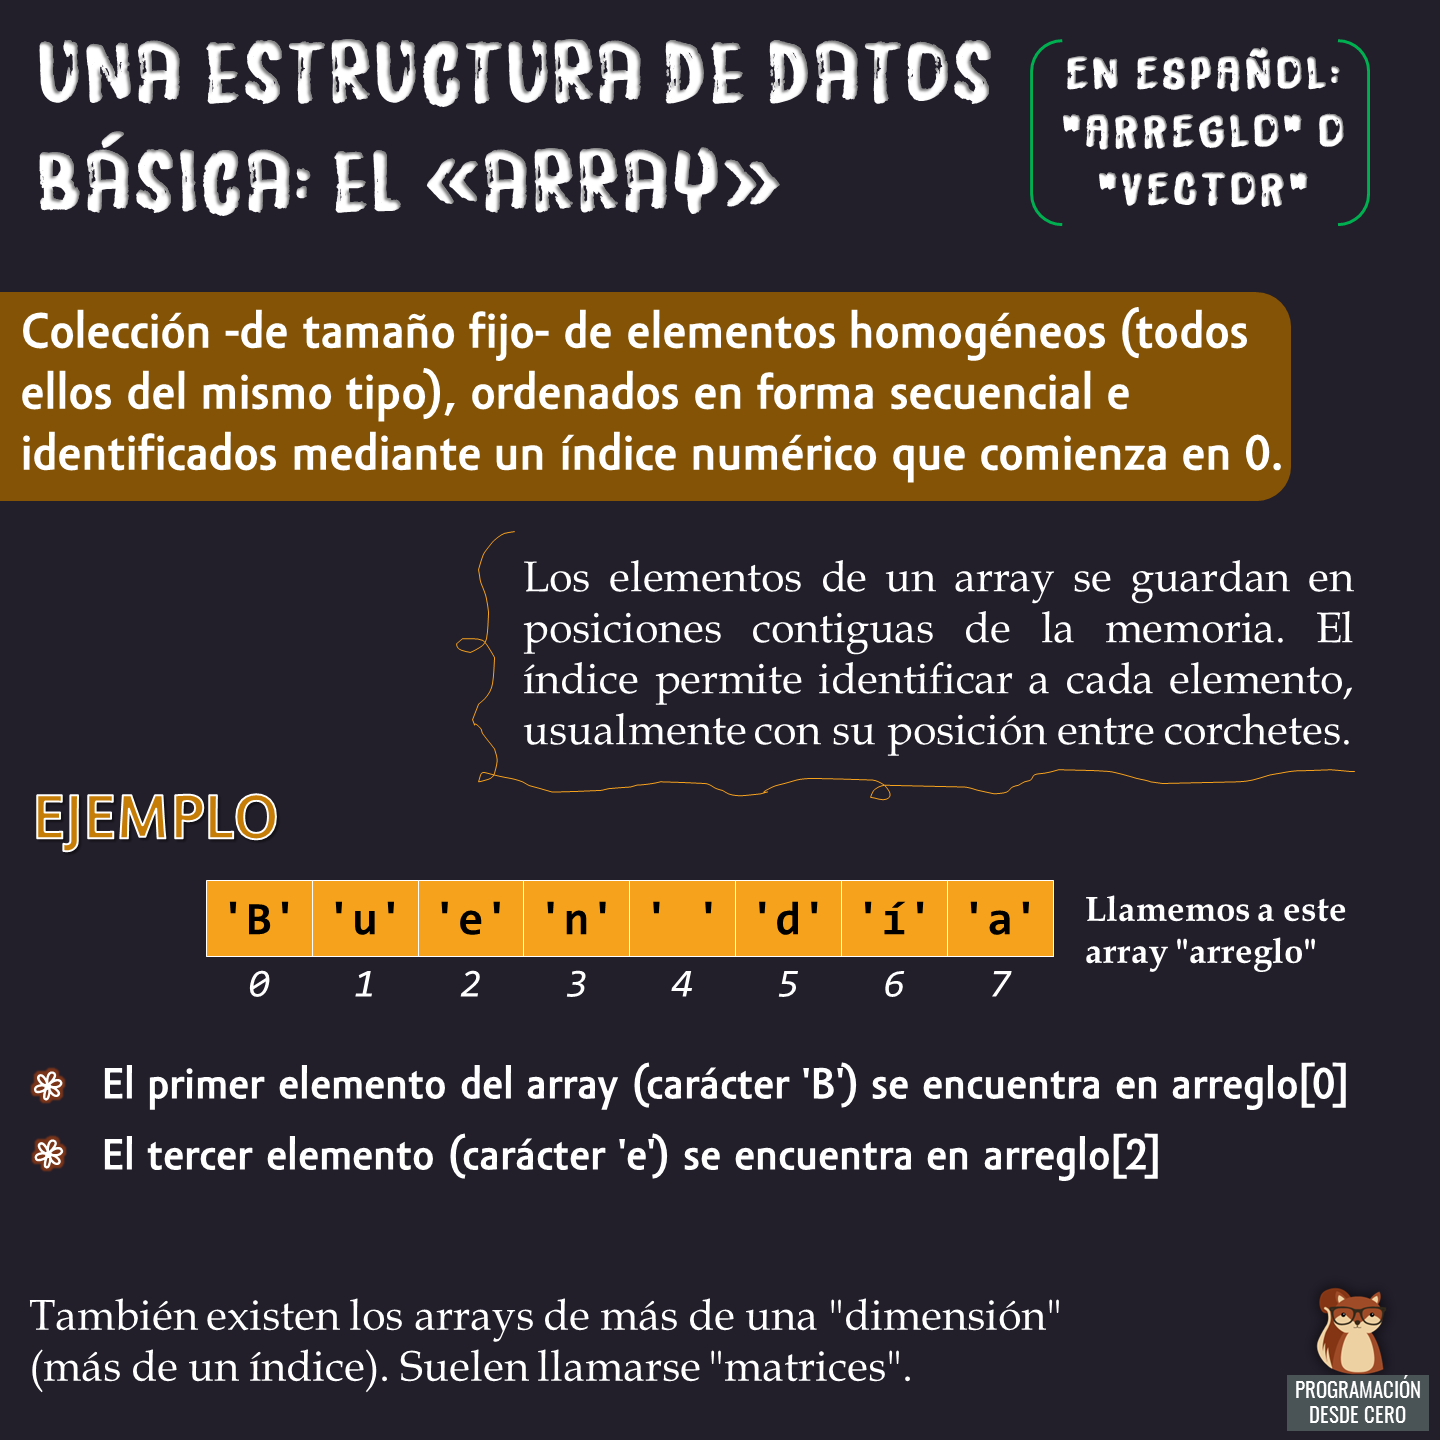 UNA ESTRUCTURA DE DATOS
BÁSICA: EL «ARRAY»
EN ESPAÑOL:
"ARREGLO" O
"VECTOR"
Colección -de tamaño fijo- de elementos homogéneos (todos
ellos del mismo tipo), ordenados en forma secuencial e
identificados mediante un índice numérico que comienza en 0.
Los elementos de un array se guardan en
posiciones contiguas de la memoria. El
índice permite identificar a cada elemento,
usualmente con su posición entre corchetes.
EJEMPLO
'B' 'u' 'e' 'n' ' ' 'd' 'í' 'a'
0 1 2 3 4 5 6 7
Llamemos a este
array "arreglo"
El primer elemento del array (carácter 'B') se encuentra en arreglo[0]
El tercer elemento (carácter 'e') se encuentra en arreglo[2]
También existen los arrays de más de una "dimensión"
(más de un índice). Suelen llamarse "matrices".
PROGRAMACIÓN
DESDE CERO